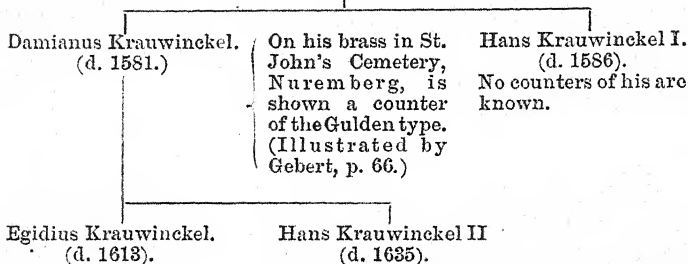 Damianus Krauwinckel.
(d. 1581.)
On his brass in St.
John's Cemetery,
Nuremberg, is
shown a counter
of the Gulden type.
(Illustrated by
Gebert, p. 66.)
Hans Krauwinckel I.
(d. 1586).
No counters of his are
known.
Egidius Krauwinckel.
(d. 1613).
Hans Krauwinckel II
(d. 1635).